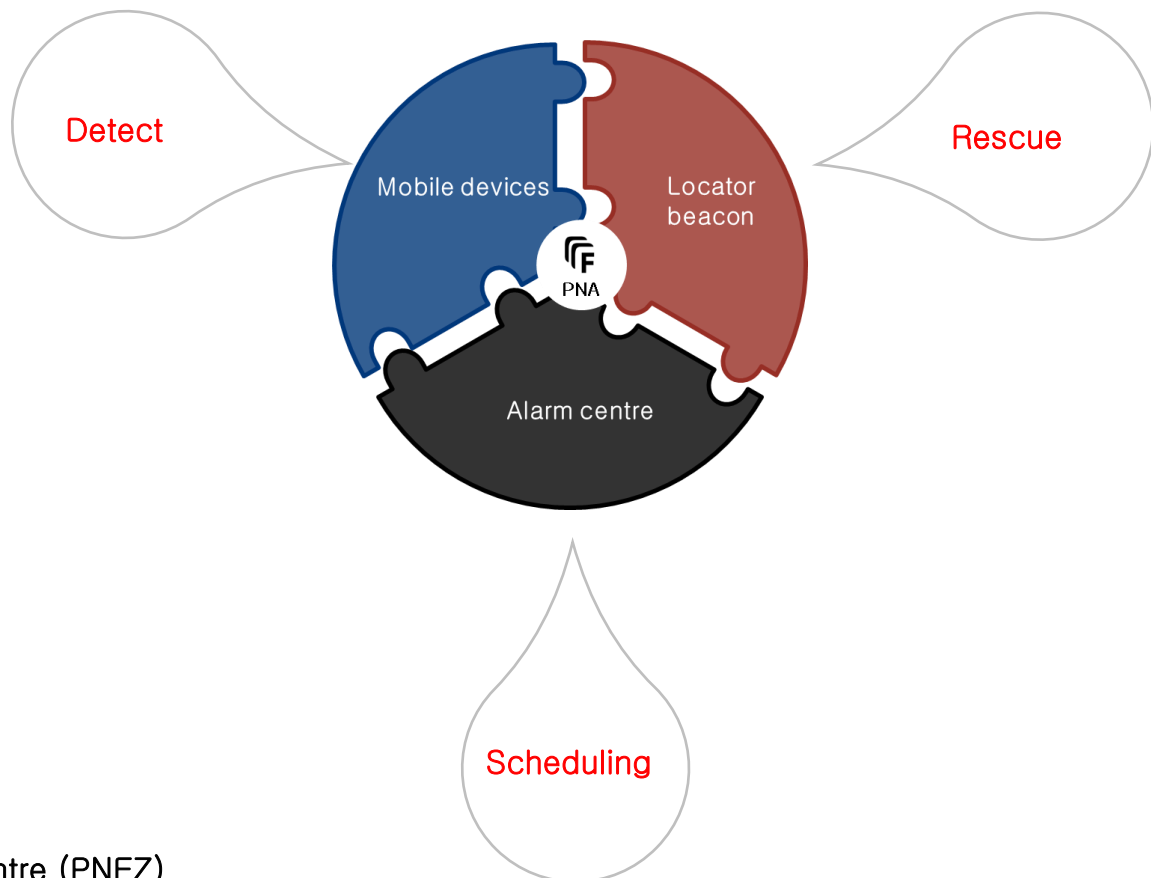 Detect
Rescue
Mobile devices
Locator
beacon
F
PNA
Alarm centre
Scheduling
ntre (PNFZ)